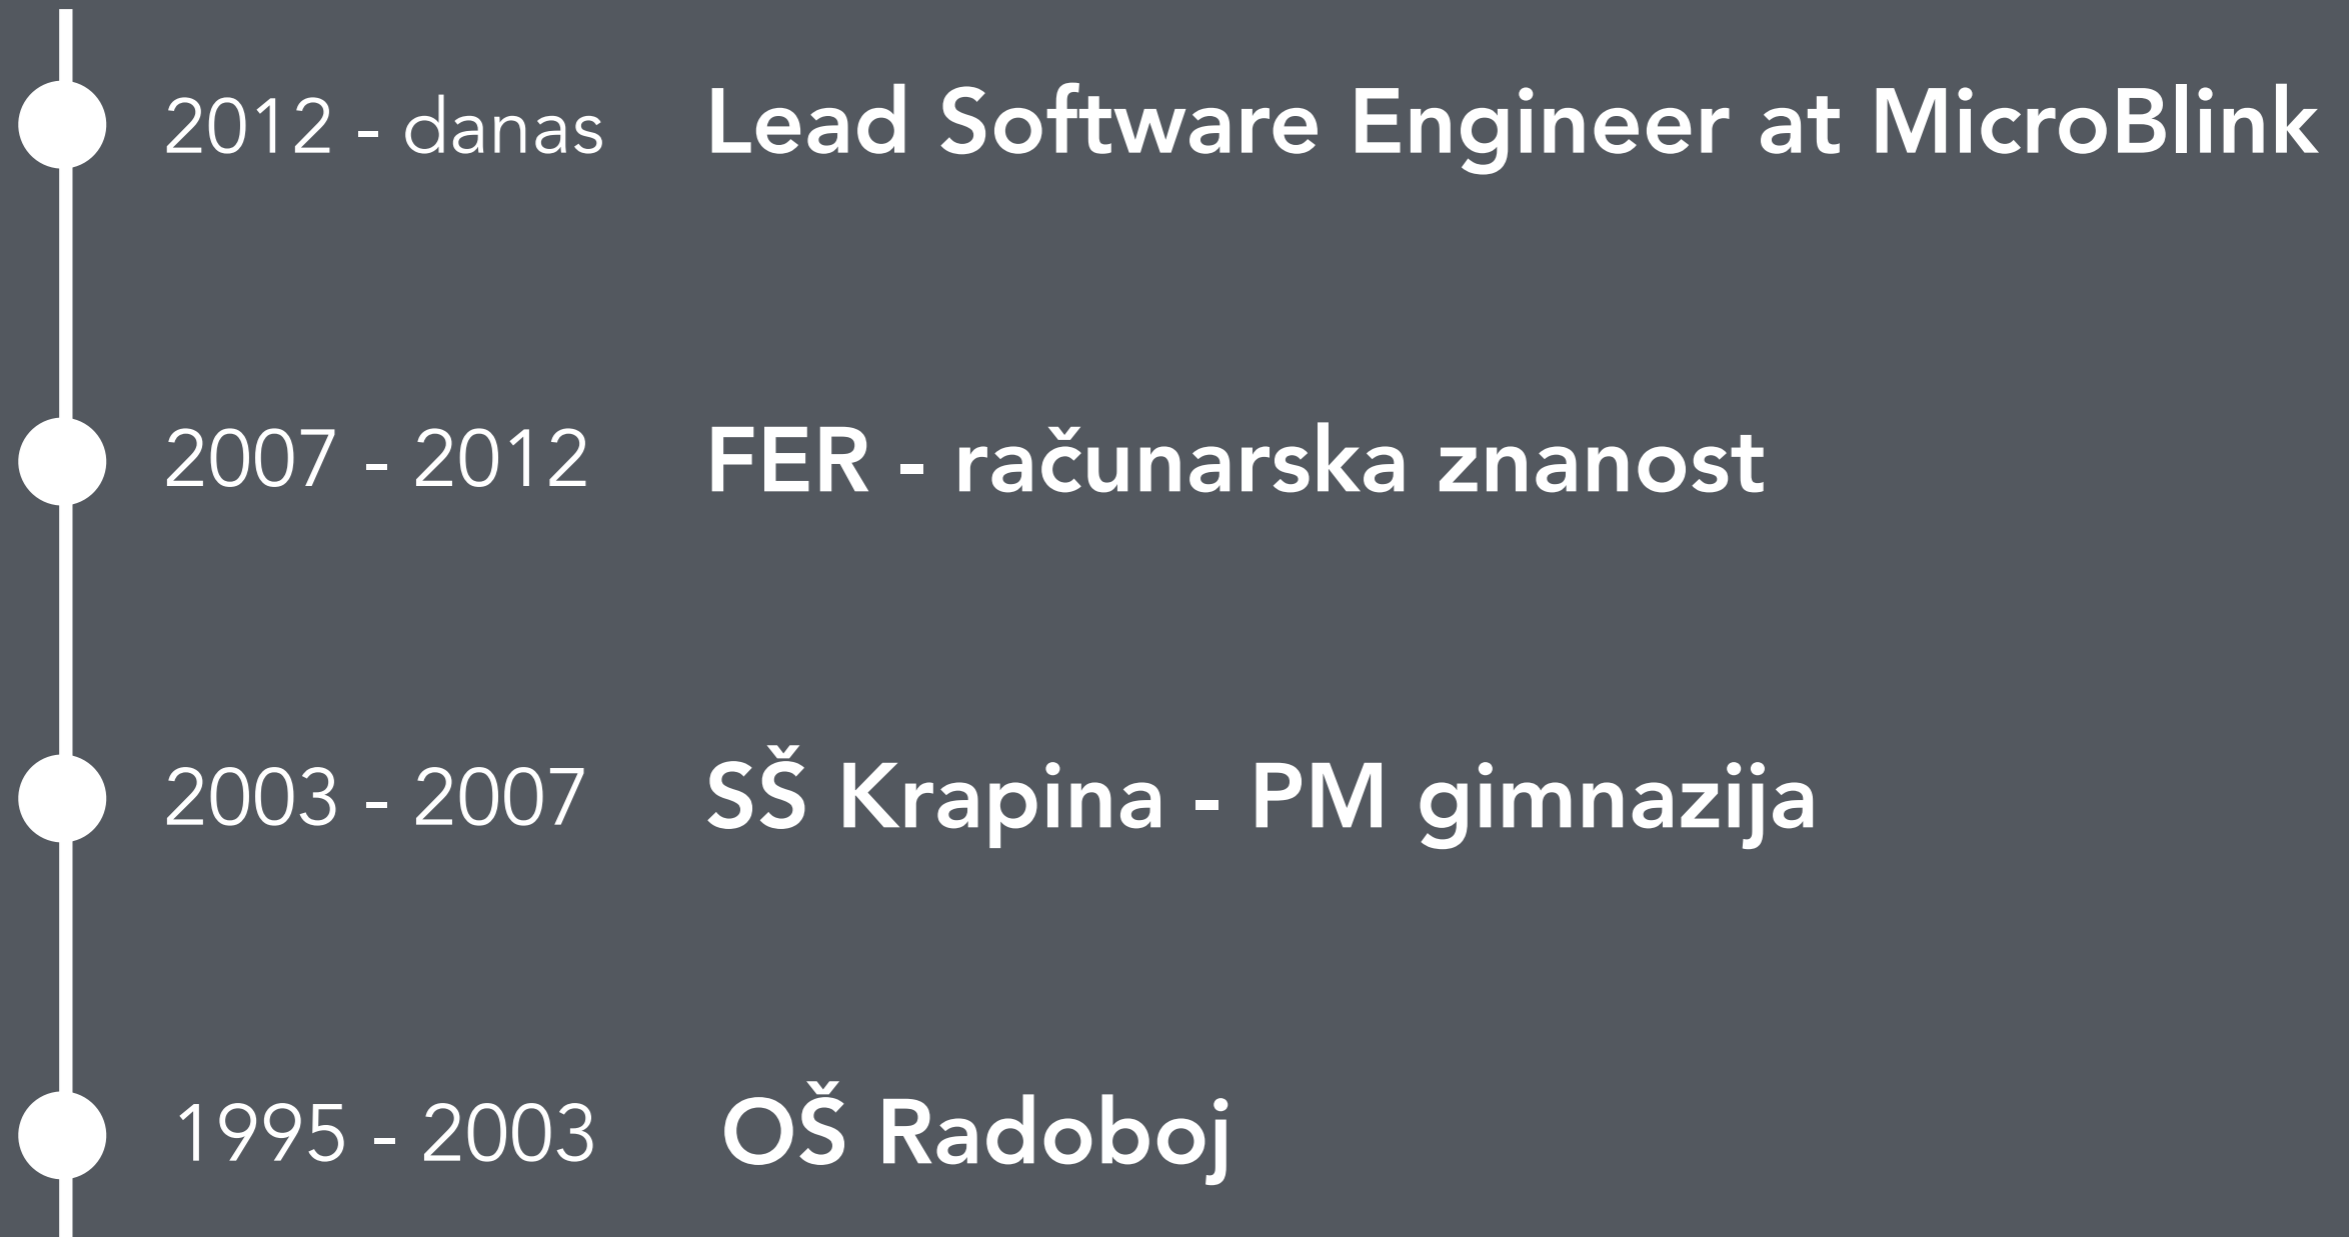 2012 - danas Lead Software Engineer at MicroBlink
2007 - 2012 FER - računarska znanost
2003 - 2007 SŠ Krapina - PM gimnazija
1995 - 2003 OŠ Radoboj